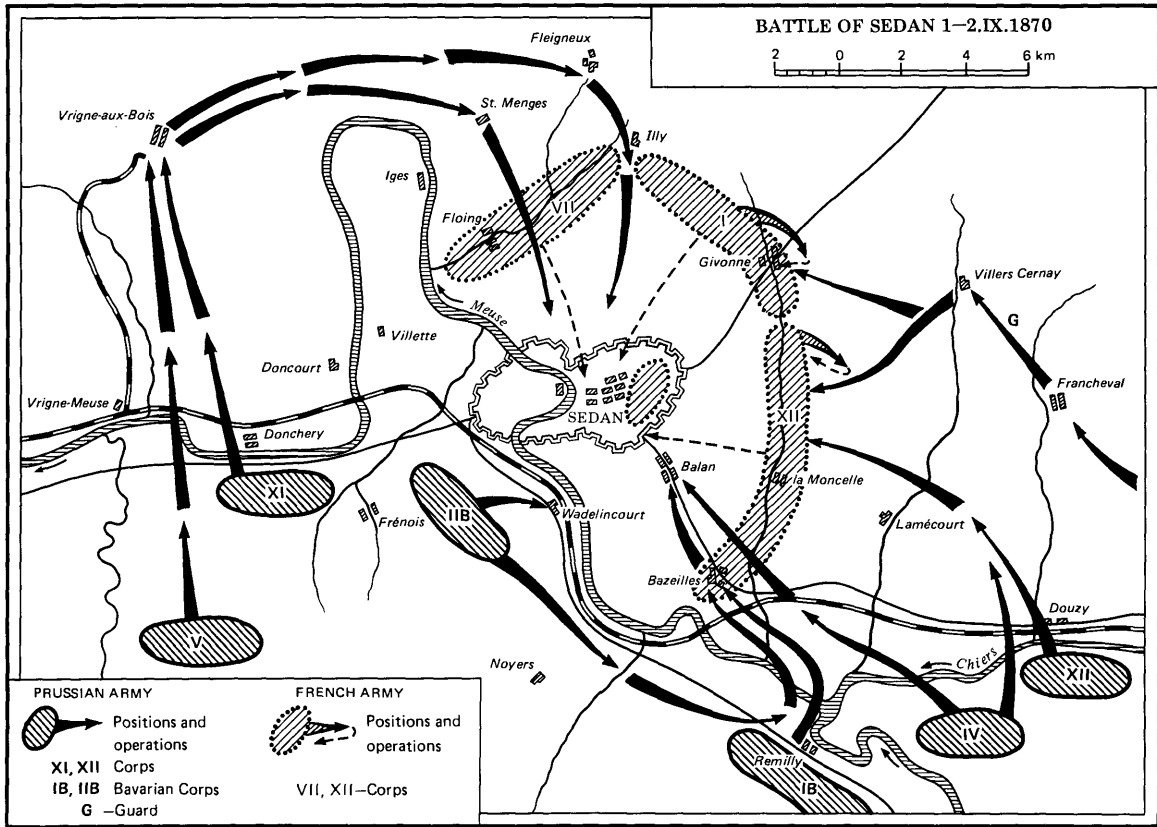 BATTLE OF SEDAN 1–2.IX.1870
2 0 2 4 6 km
Fleigneux
Vrigne-aux-Bois
St. Menges
Illy
Iges
VII
Floing
I
Givonne
Villers Cernay
G
Meuse
Villette
Doncourt
Francheval
Vrigne-Meuse
SEDAN
XII
Donchery
Balan
la Moncelle
XI
IIB
Frénois
Wadelincourt
Lamécourt
Bazeilles
Douzy
V
Noyers
Chiers
XII
IV
Remilly
IB
PRUSSIAN ARMY
Positions and
operations
XI, XII Corps
IB, IIB Bavarian Corps
G –Guard
FRENCH ARMY
Positions and
operations
VII, XII–Corps